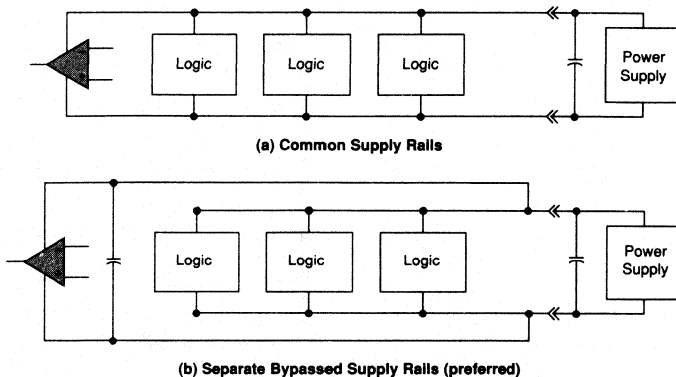 Logic
Logic
Logic
Power
Supply
(a) Common Supply Rails
Logic
Logic
Logic
Power
Supply
(b) Separate Bypassed Supply Rails (preferred)